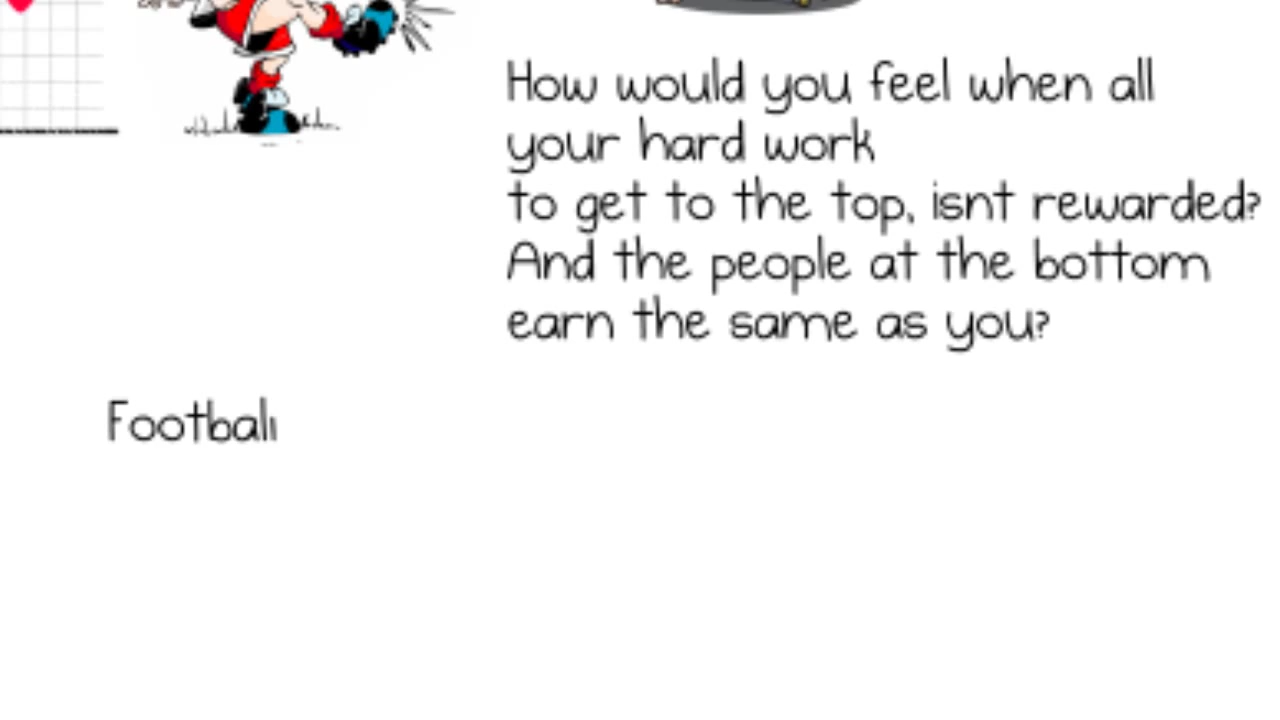 How would you feel when all
your hard work
to get to the top, isnt rewarded?
And the people at the bottom
earn the same as you?
Football